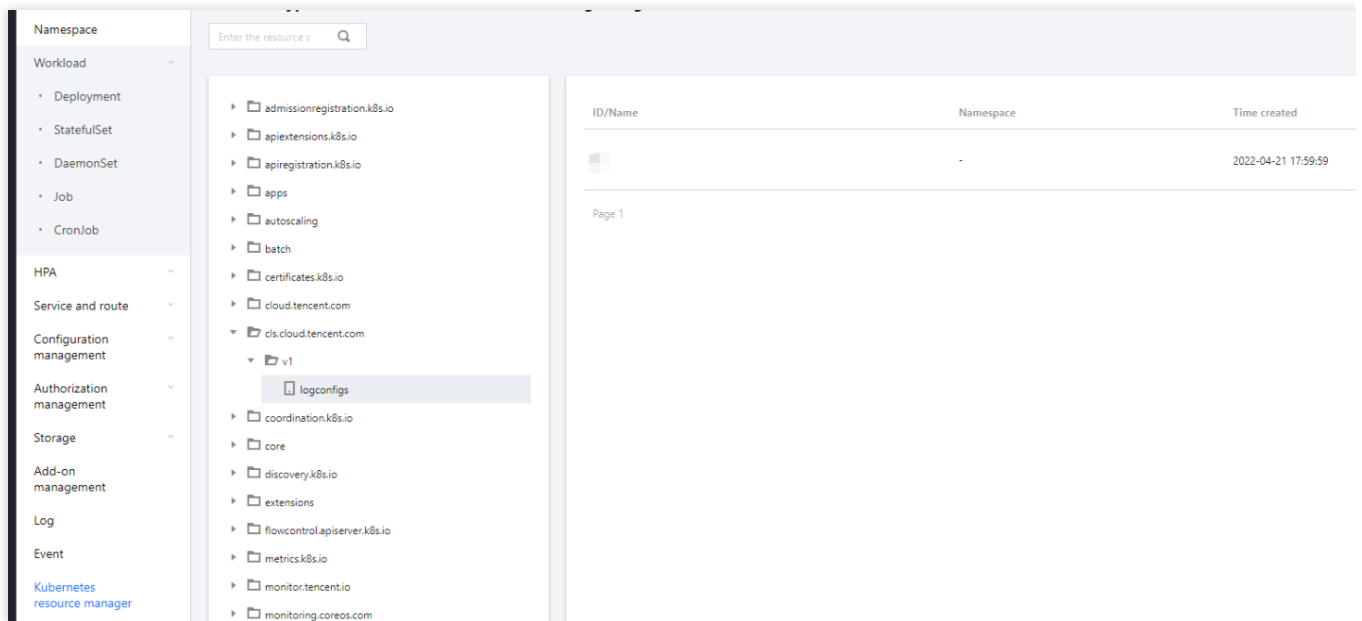 Namespace
Workload
Deployment
StatefulSet
DaemonSet
Job
CronJob
HPA
Service and route
Configuration
management
Authorization
management
Storage
Add-on
management
Log
Event
Kubernetes
resource manager
Enter the resource c
admissionregistration.k8s.io
apiextensions.k8s.io
apiregistration.k8s.io
apps
autoscaling
batch
certificates.k8s.io
cloud.tencent.com
cls.cloud.tencent.com
v1
logconfigs
coordination.k8s.io
core
discovery.k8s.io
extensions
flowcontrol.apiserver.k8s.io
metrics.k8s.io
monitor.tencent.io
monitoring.coreos.com
ID/Name Namespace Time created
- 2022-04-21 17:59:59
Page 1